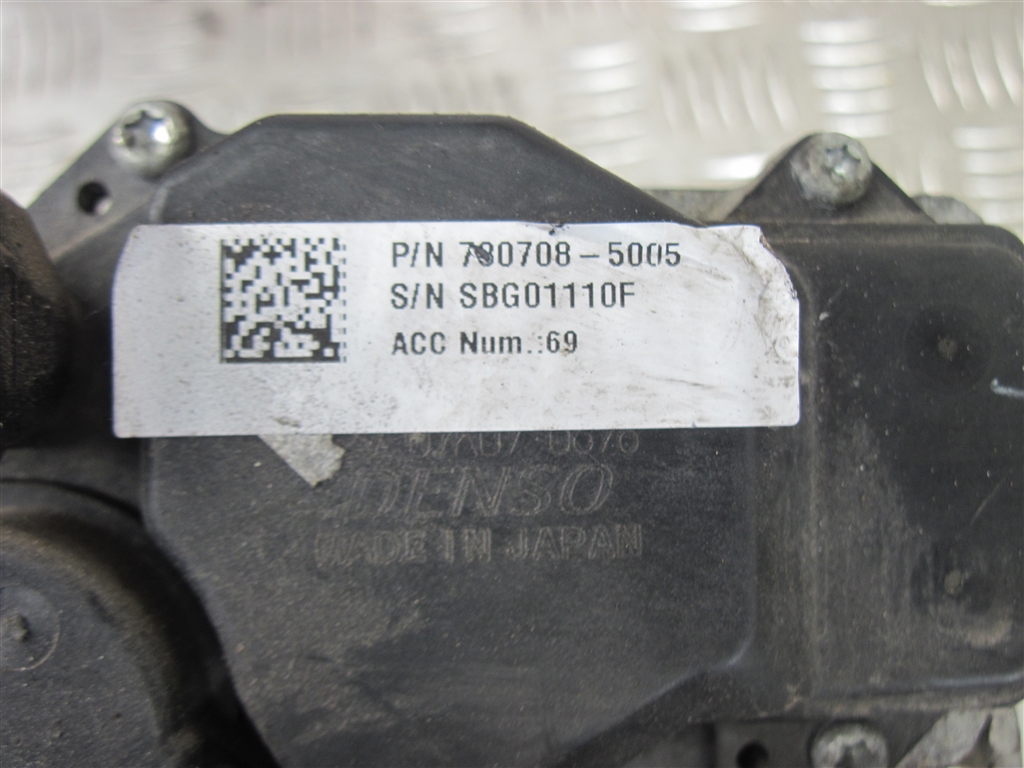 P/N 780708-5005
S/N SBG01110F
ACC Num.:69
DENSO
MADE IN JAPAN